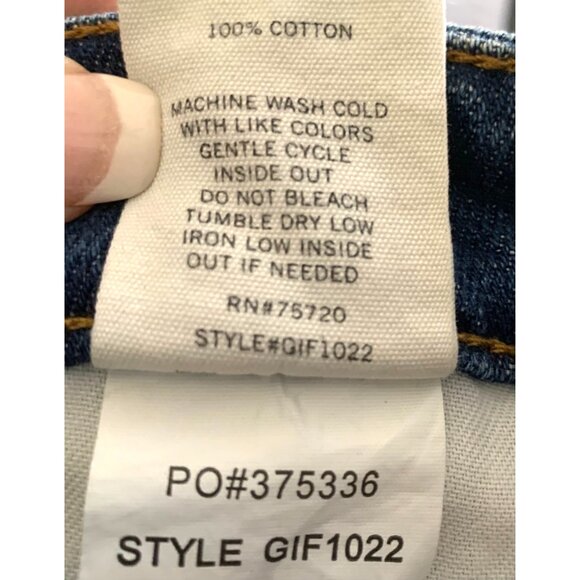 100% COTTON
MACHINE WASH COLD
WITH LIKE COLORS
GENTLE CYCLE
INSIDE OUT
DO NOT BLEACH
TUMBLE DRY LOW
IRON LOW INSIDE
OUT IF NEEDED
RN#75720
STYLE#GIF1022
PO#375336
STYLE GIF1022